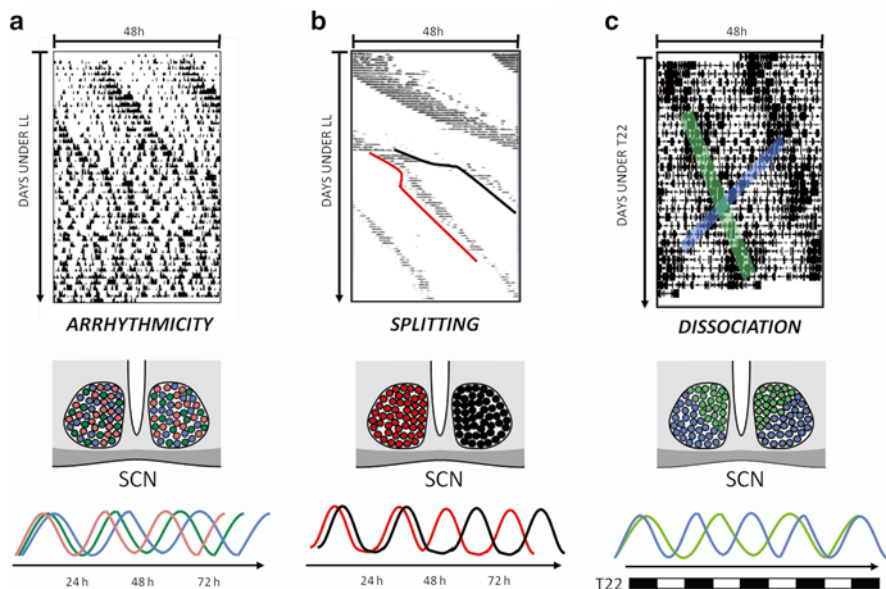 a
48h
DAYS UNDER LL
ARRHYTHMICITY
SCN
24 h
48 h
72 h
b
48h
DAYS UNDER LL
SPLITTING
SCN
24 h
48 h
72 h
c
48h
DAYS UNDER T22
DISSOCIATION
SCN
T22